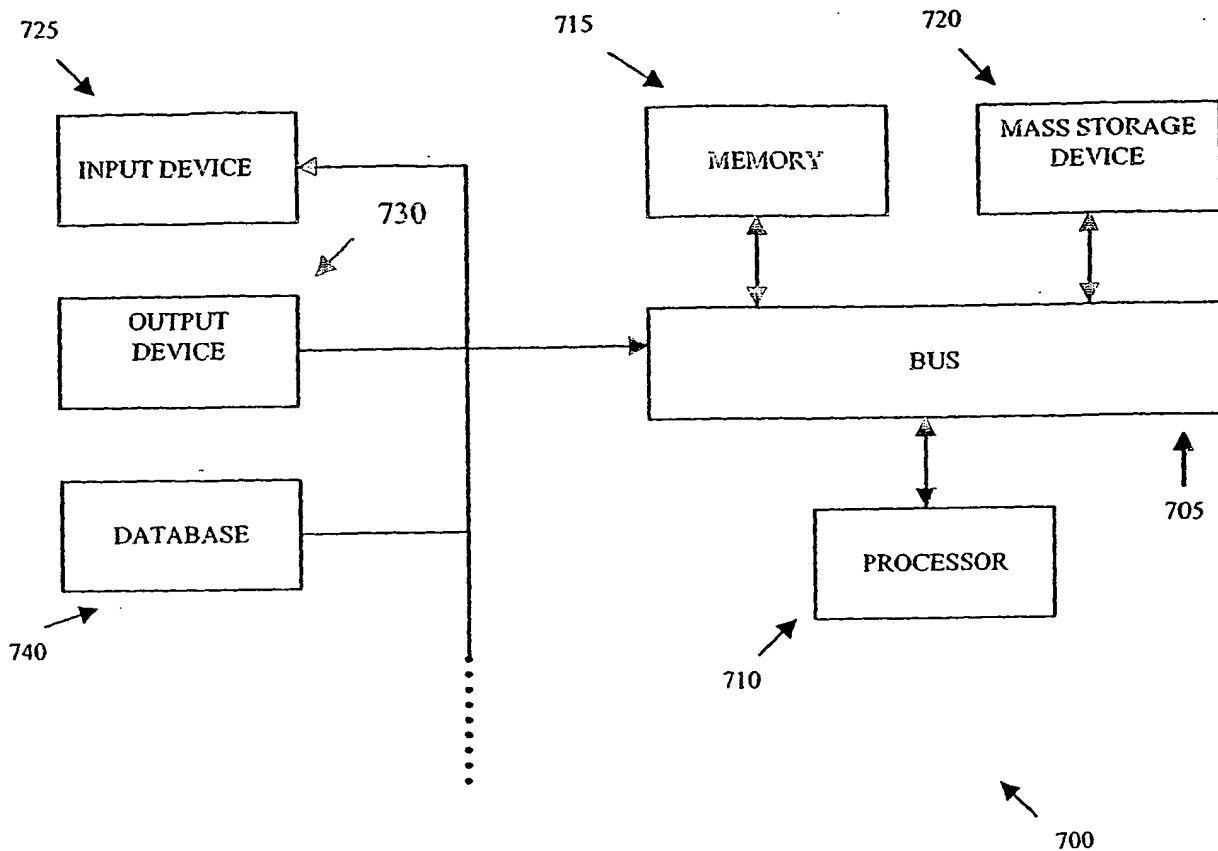 725
715
720
INPUT DEVICE
MEMORY
MASS STORAGE
DEVICE
730
OUTPUT
DEVICE
BUS
705
DATABASE
PROCESSOR
740
710
700